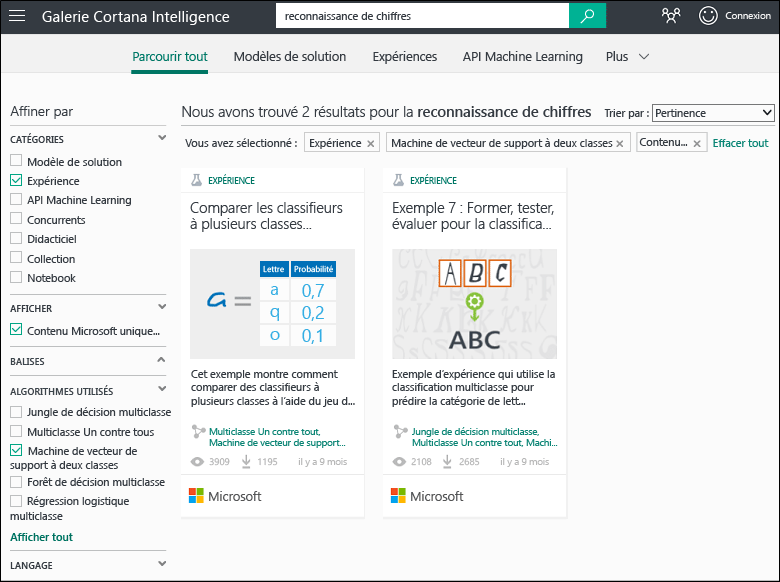 Galerie Cortana Intelligence
reconnaissance de chiffres
Connexion
Parcourir tout
Modèles de solution
Expériences
API Machine Learning
Plus
Affiner par
CATÉGORIES
Modèle de solution
Expérience
API Machine Learning
Concurrents
Didacticiel
Collection
Notebook
AFFICHER
Contenu Microsoft unique...
BALISES
ALGORITHMES UTILISÉS
Jungle de décision multiclasse
Multiclasse Un contre tous
Machine de vecteur de
support à deux classes
Forêt de décision multiclasse
Régression logistique
multiclasse
Afficher tout
LANGAGE
Nous avons trouvé 2 résultats pour la reconnaissance de chiffres
Trier par : Pertinence
Vous avez sélectionné :
Expérience ×
Machine de vecteur de support à deux classes ×
Contenu... ×
Effacer tout
EXPÉRIENCE
Comparer les classifieurs
à plusieurs classes...
Lettre Probabilité
a = a 0,7
q 0,2
o 0,1
Cet exemple montre comment
comparer des classifieurs à
plusieurs classes à l'aide du jeu d...
Multiclasse Un contre tout,
Machine de vecteur de support...
3909 1195 il y a 9 mois
Microsoft
EXPÉRIENCE
Exemple 7 : Former, tester,
évaluer pour la classifica...
A B C
ABC
Exemple d'expérience qui utilise la
classification multiclasse pour
prédire la catégorie de lett...
Jungle de décision multiclasse,
Multiclasse Un contre tout, Machi...
2108 2685 il y a 9 mois
Microsoft